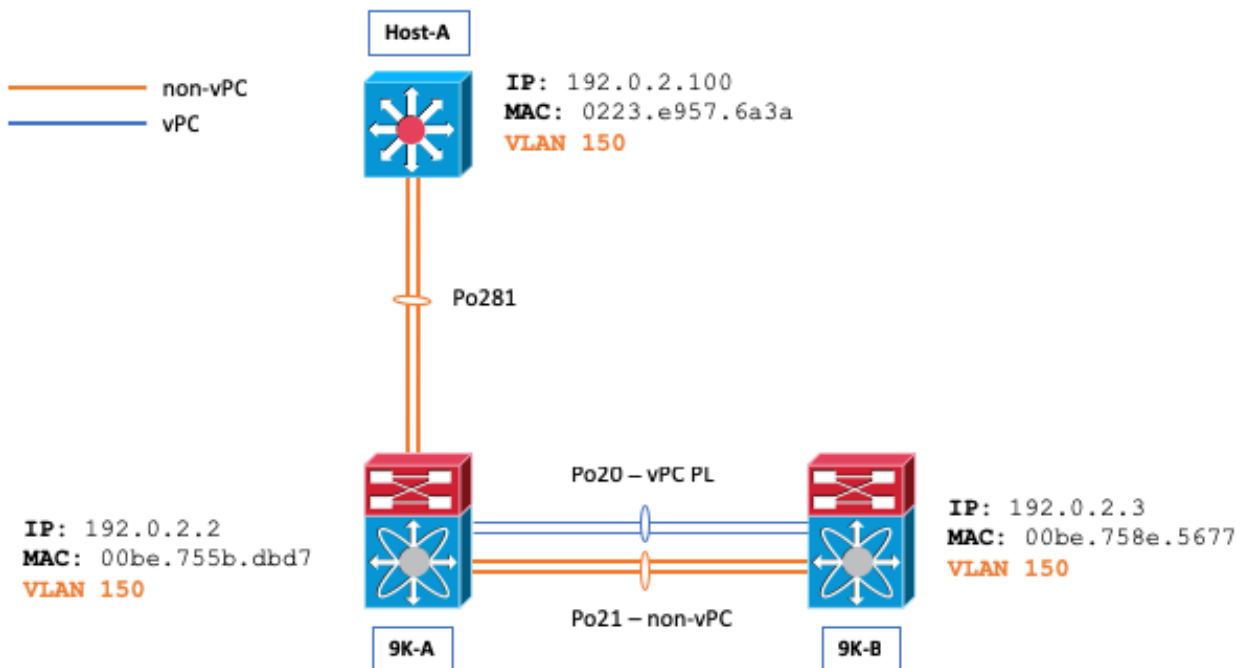 Host-A
non-vPC
vPC
IP: 192.0.2.100
MAC: 0223.e957.6a3a
VLAN 150
Po281
Po20 – vPC PL
IP: 192.0.2.2
MAC: 00be.755b.dbd7
VLAN 150
IP: 192.0.2.3
MAC: 00be.758e.5677
VLAN 150
Po21 – non-vPC
9K-A
9K-B